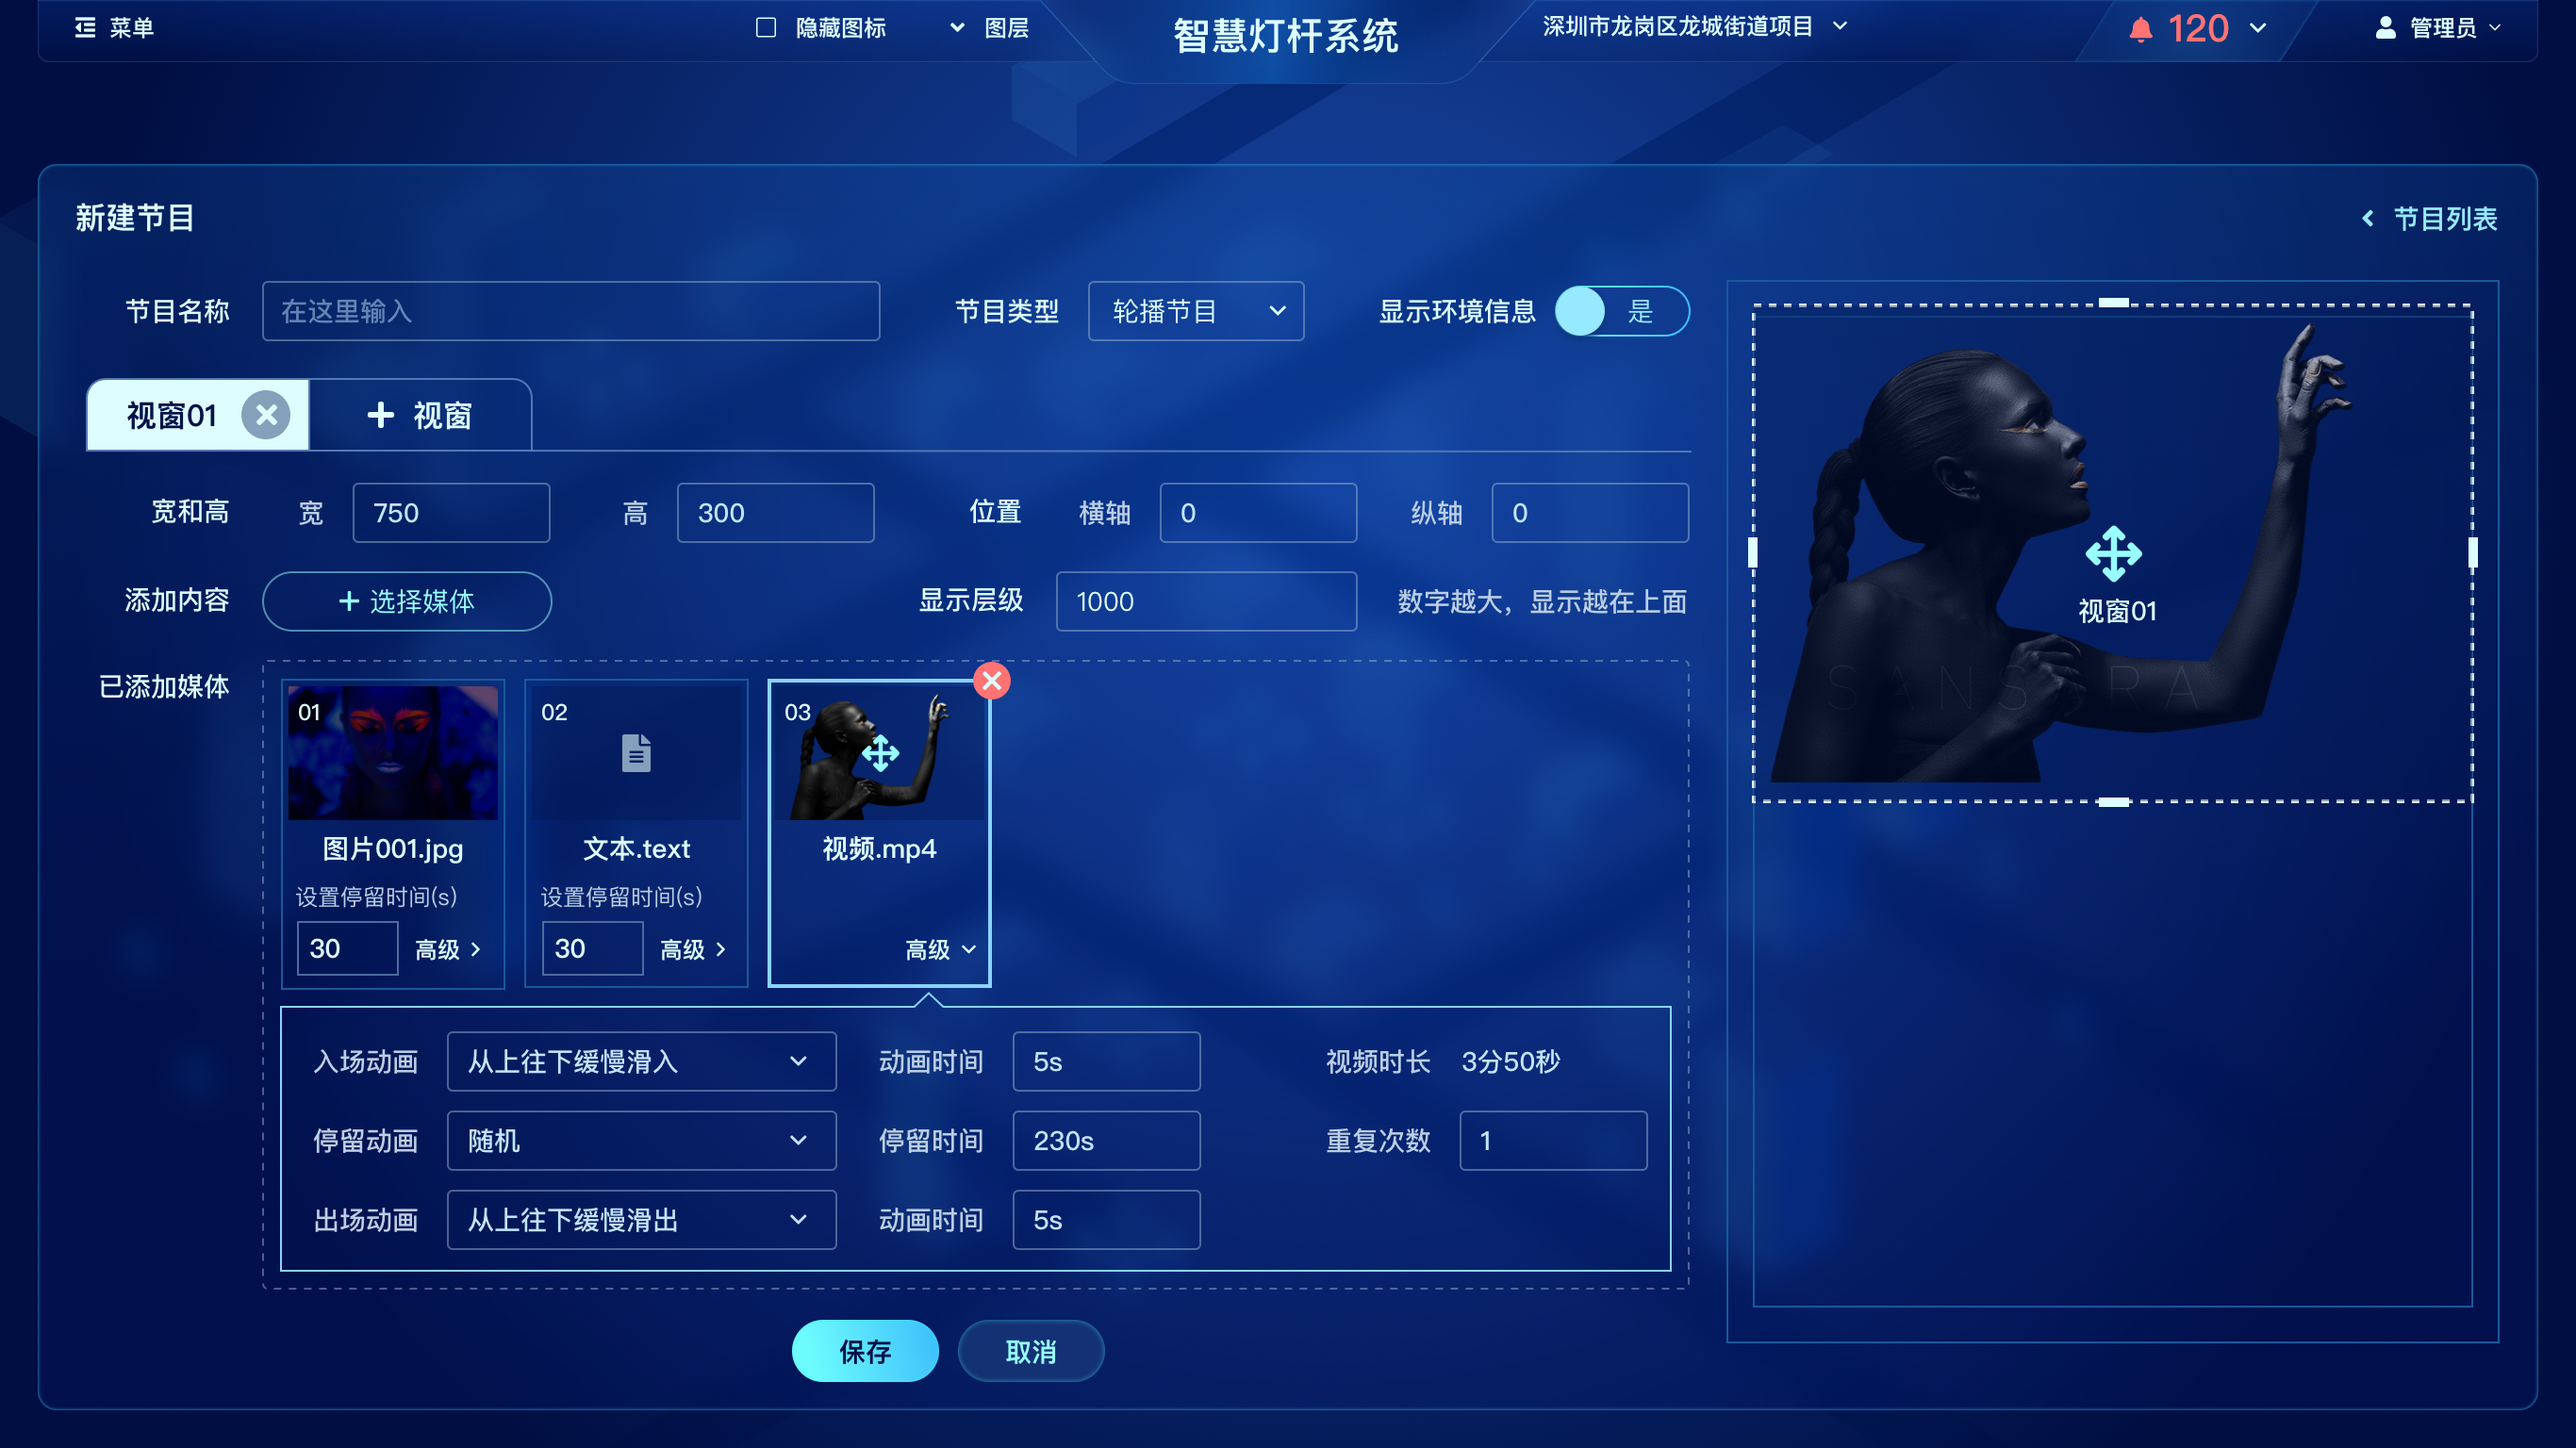 菜单
隐藏图标
图层
智慧灯杆系统
深圳市龙岗区龙城街道项目
120
管理员
新建节目
节目列表
节目名称 在这里输入
节目类型 轮播节目
显示环境信息 是
视窗01
视窗
宽和高 宽 750 高 300
位置 横轴 0 纵轴 0
添加内容 选择媒体
显示层级 1000 数字越大，显示越在上面
已添加媒体
01
图片001.jpg
设置停留时间(s)
30 高级
02
文本.text
设置停留时间(s)
30 高级
03
视频.mp4
高级
入场动画 从上往下缓慢滑入 动画时间 5s 视频时长 3分50秒
停留动画 随机 停留时间 230s 重复次数 1
出场动画 从上往下缓慢滑出 动画时间 5s
保存 取消
视窗01